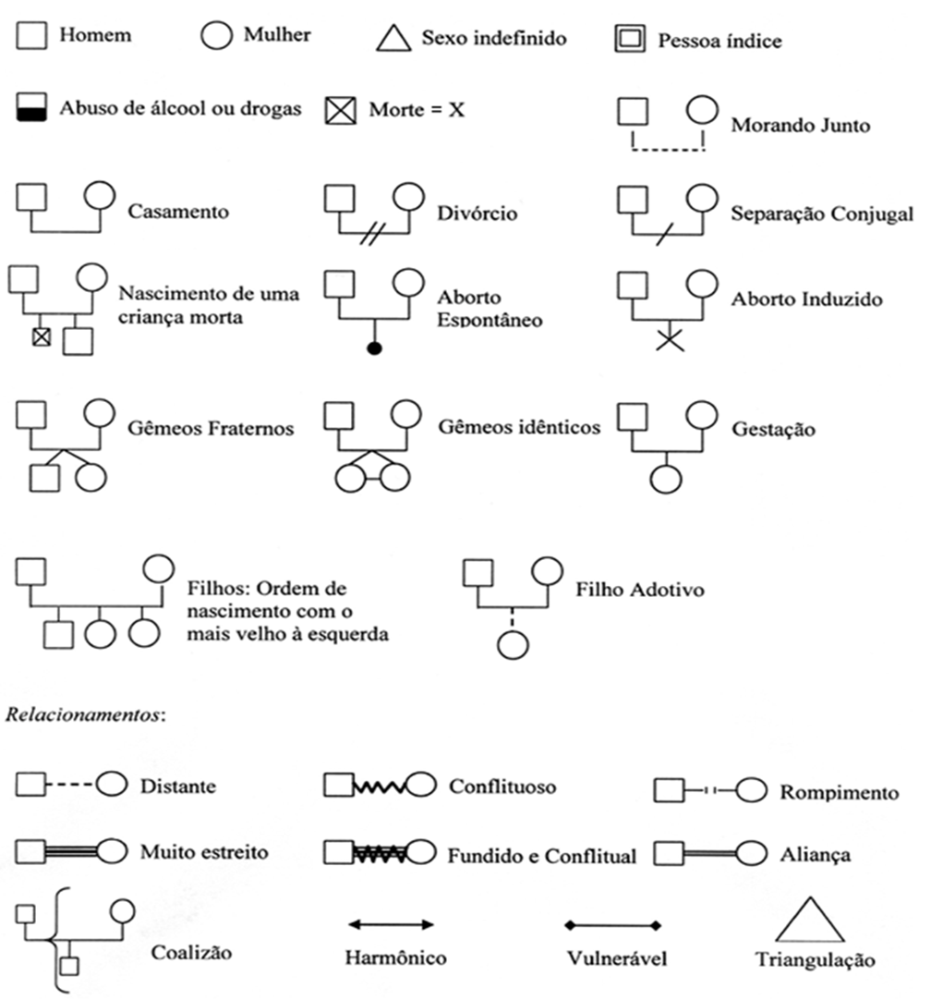 Homem
Mulher
Sexo indefinido
Pessoa índice
Abuso de álcool ou drogas
Morte = X
Morando Junto
Casamento
Divórcio
Separação Conjugal
Nascimento de uma
criança morta
Aborto
Espontâneo
Aborto Induzido
Gêmeos Fraternos
Gêmeos idênticos
Gestação
Filhos: Ordem de
nascimento com o
mais velho à esquerda
Filho Adotivo
Relacionamentos:
Distante
Conflituoso
Rompimento
Muito estreito
Fundido e Conflitual
Aliança
Coalizão
Harmônico
Vulnerável
Triangulação